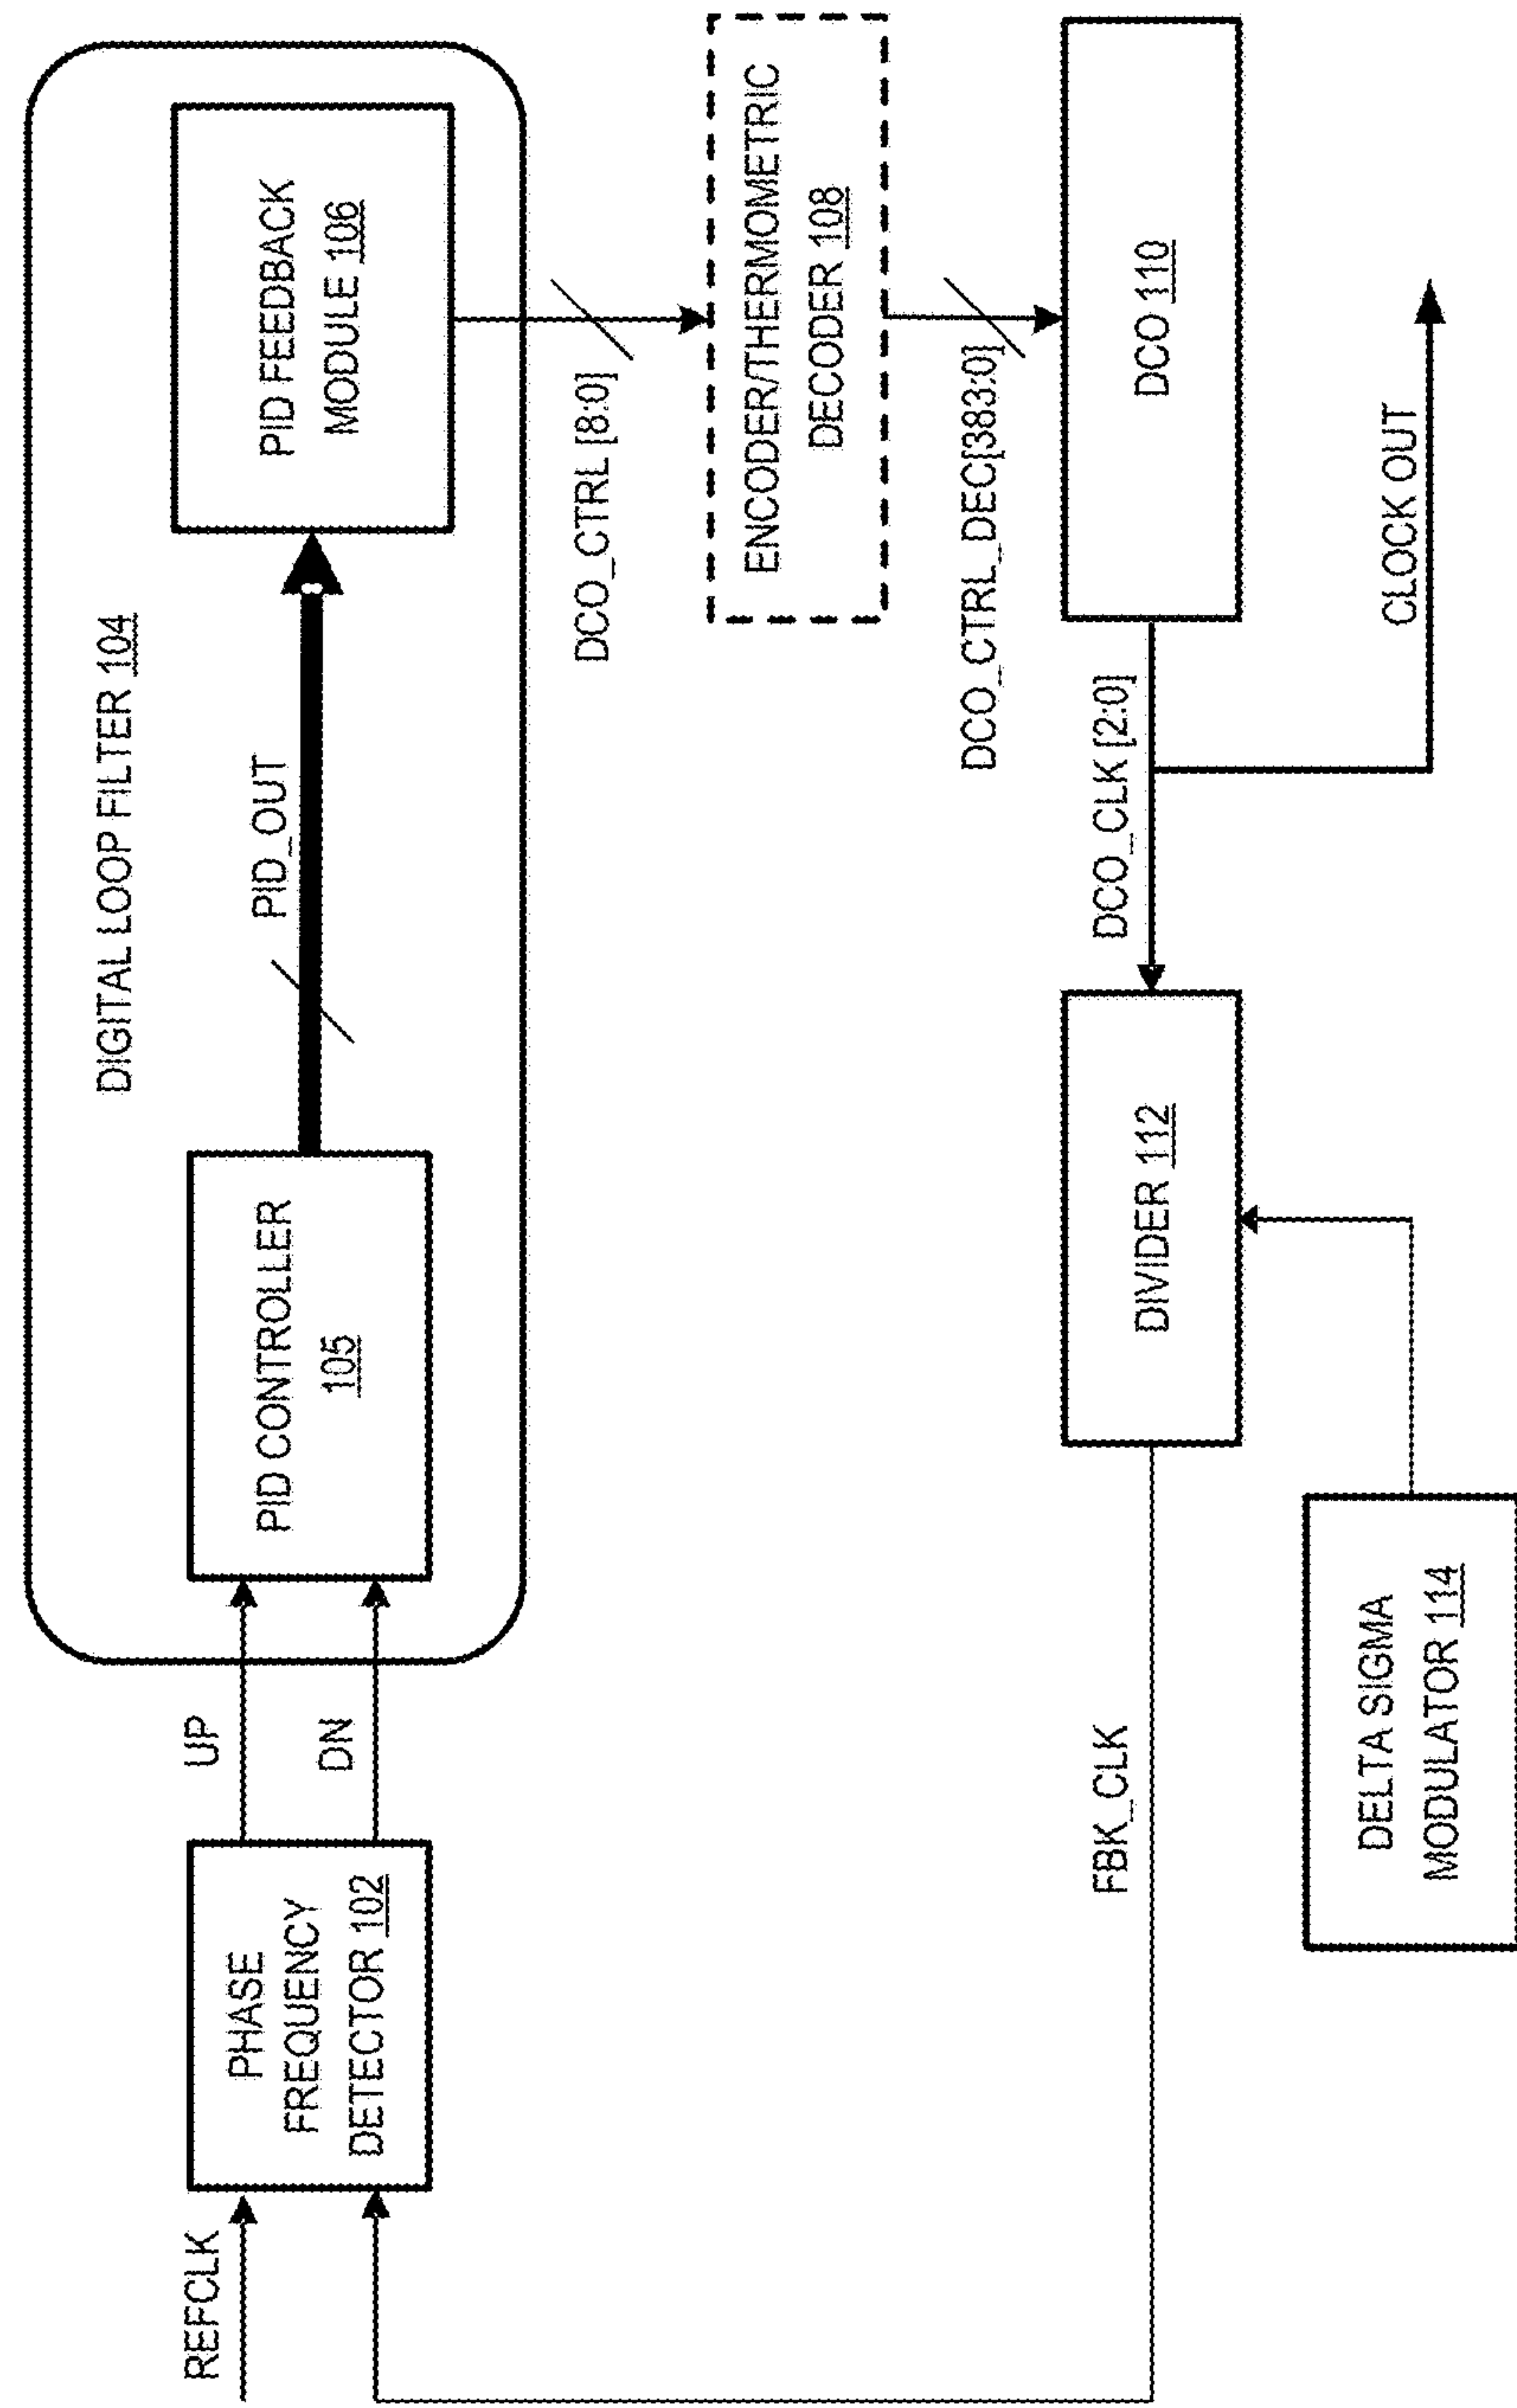 DIGITAL LOOP FILTER 104
REFCLK
PHASE
FREQUENCY
DETECTOR 102
UP
DN
PID CONTROLLER
105
PID_OUT
PID FEEDBACK
MODULE 106
DCO_CTRL [8:0]
ENCODER/THERMOMETRIC
DECODER 108
DCO_CTRL_DEC[383:0]
FBK_CLK
DIVIDER 112
DCO_CLK [2:0]
DCO 110
DELTA SIGMA
MODULATOR 114
CLOCK OUT